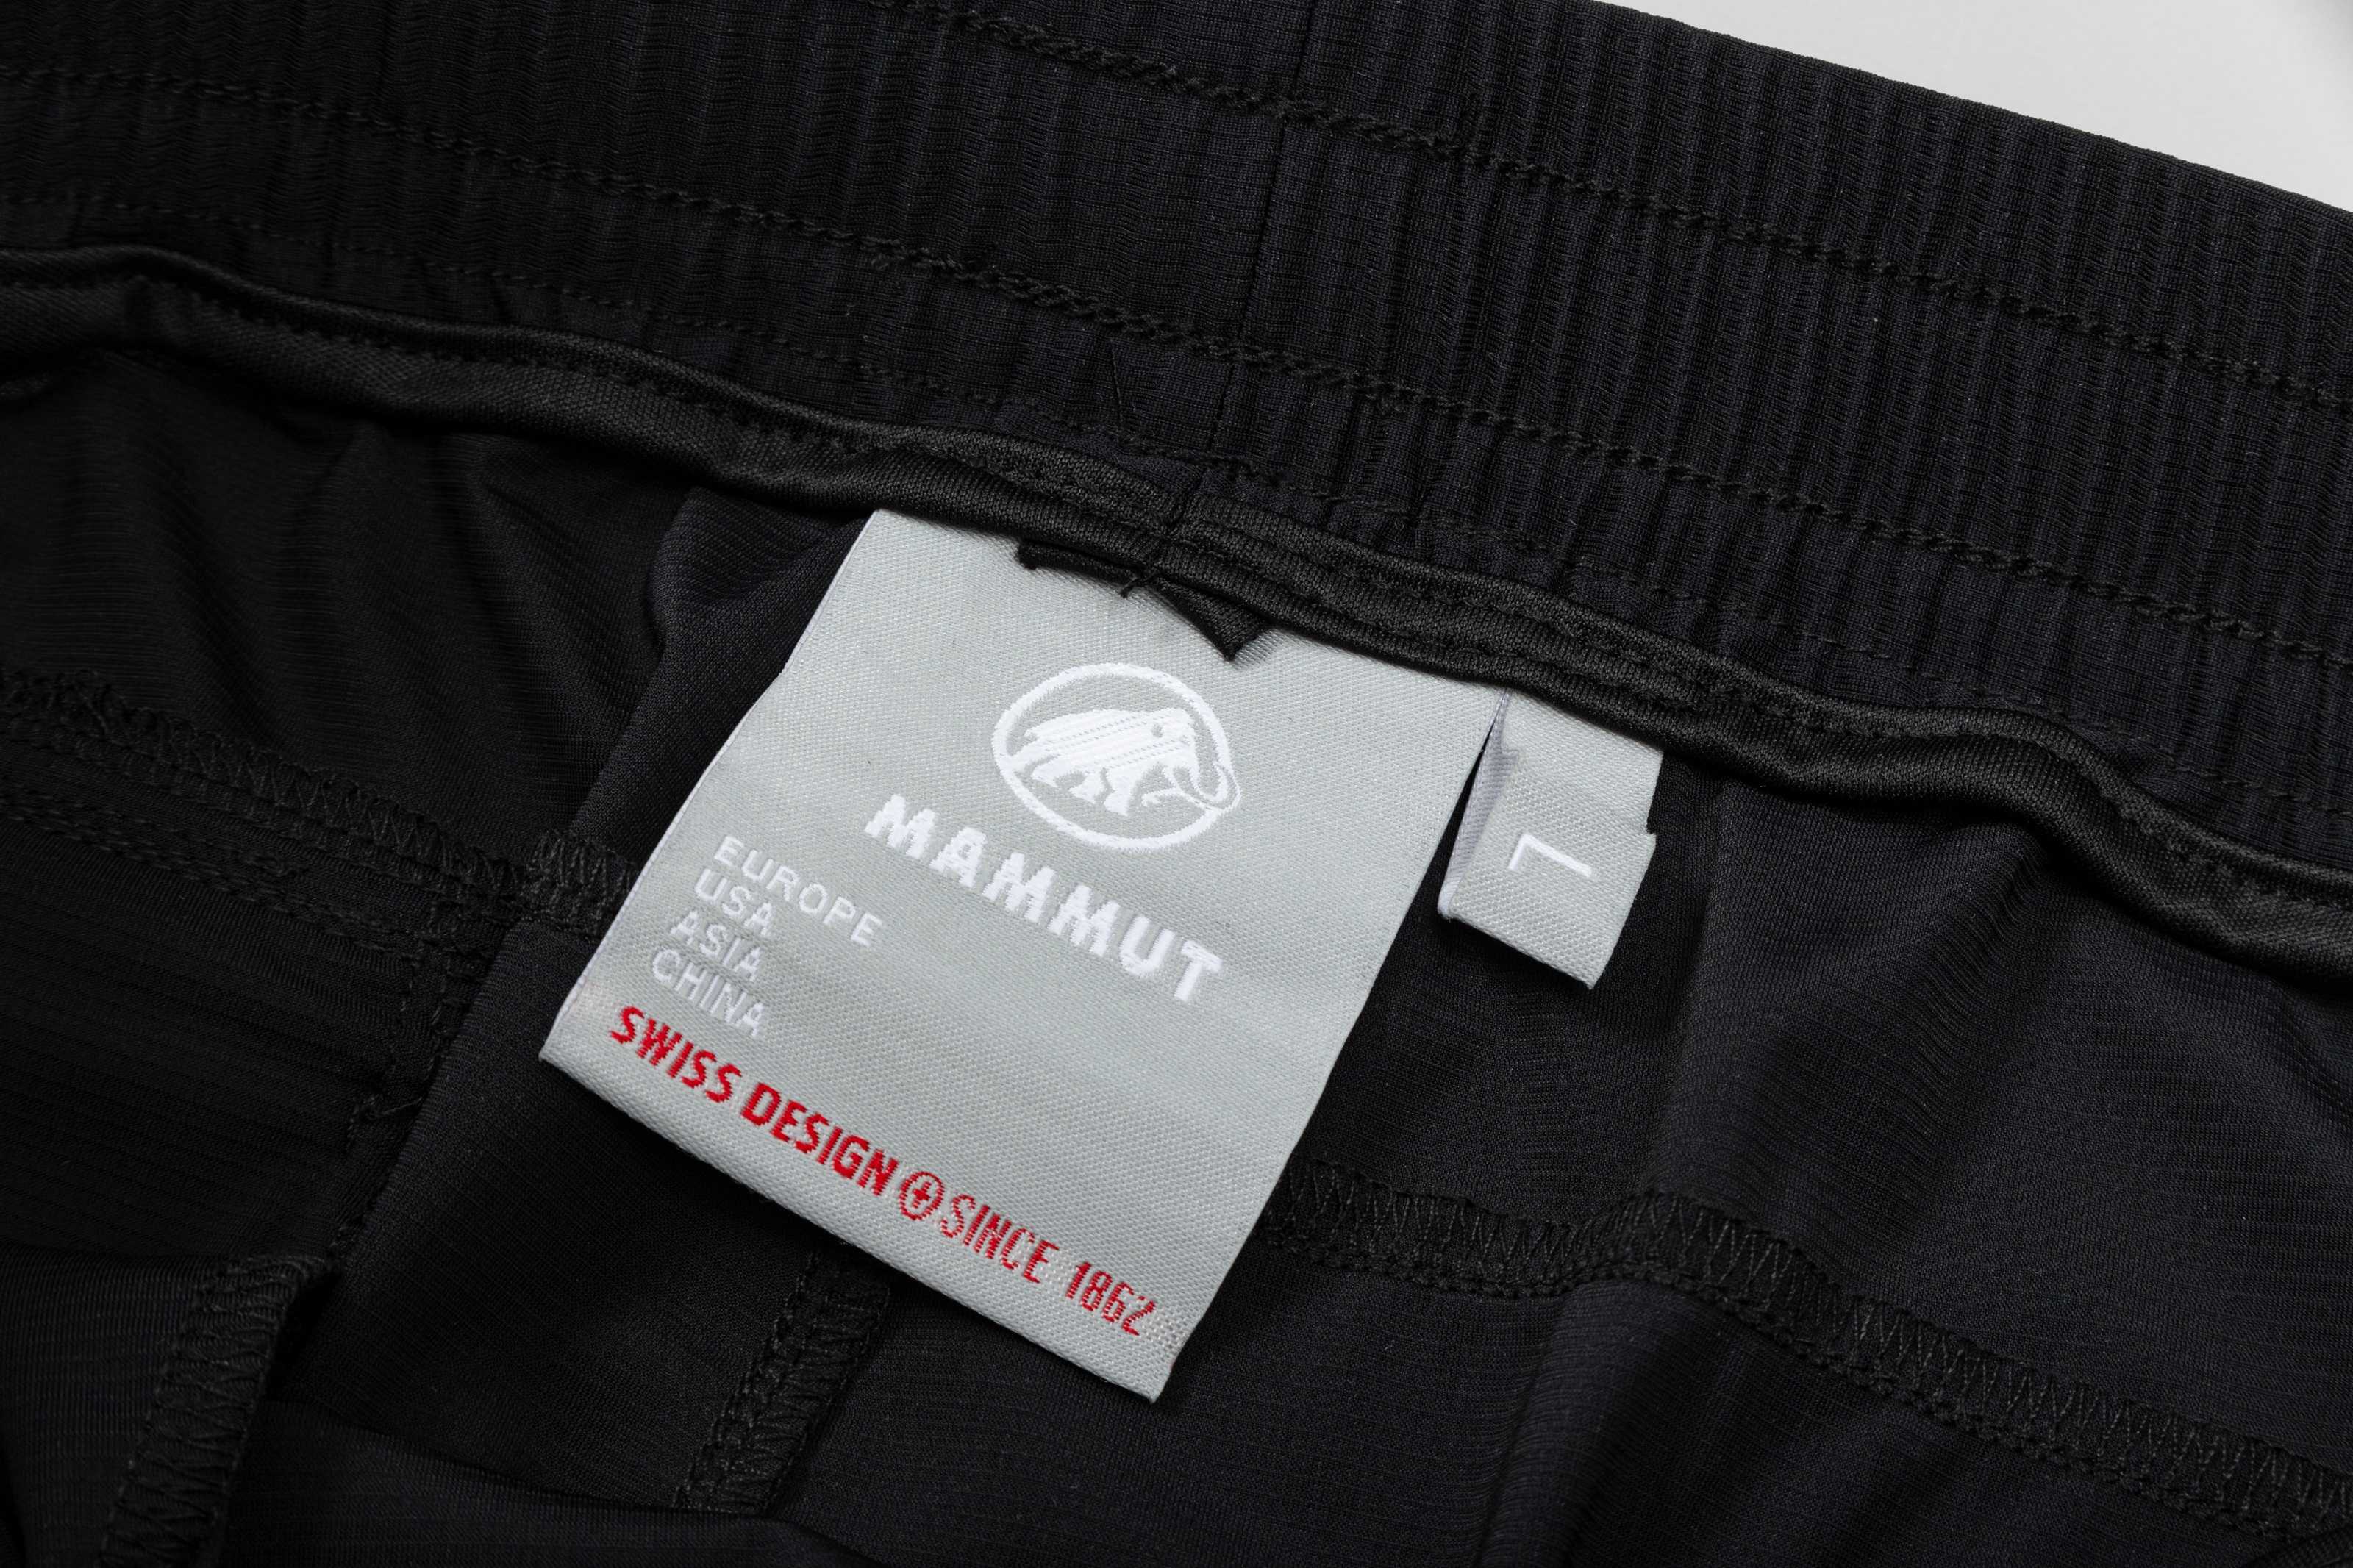 MAMMUT
EUROPE
USA
ASIA
CHINA
SWISS DESIGN SINCE 1862
L